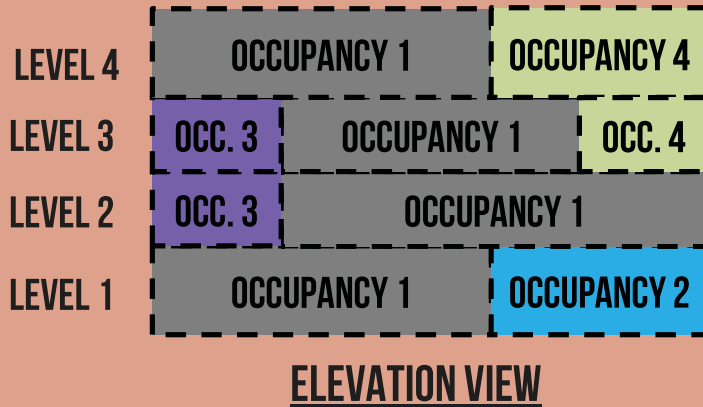 LEVEL 4 OCCUPANCY 1 OCCUPANCY 4
LEVEL 3 OCC. 3 OCCUPANCY 1 OCC. 4
LEVEL 2 OCC. 3 OCCUPANCY 1
LEVEL 1 OCCUPANCY 1 OCCUPANCY 2
ELEVATION VIEW